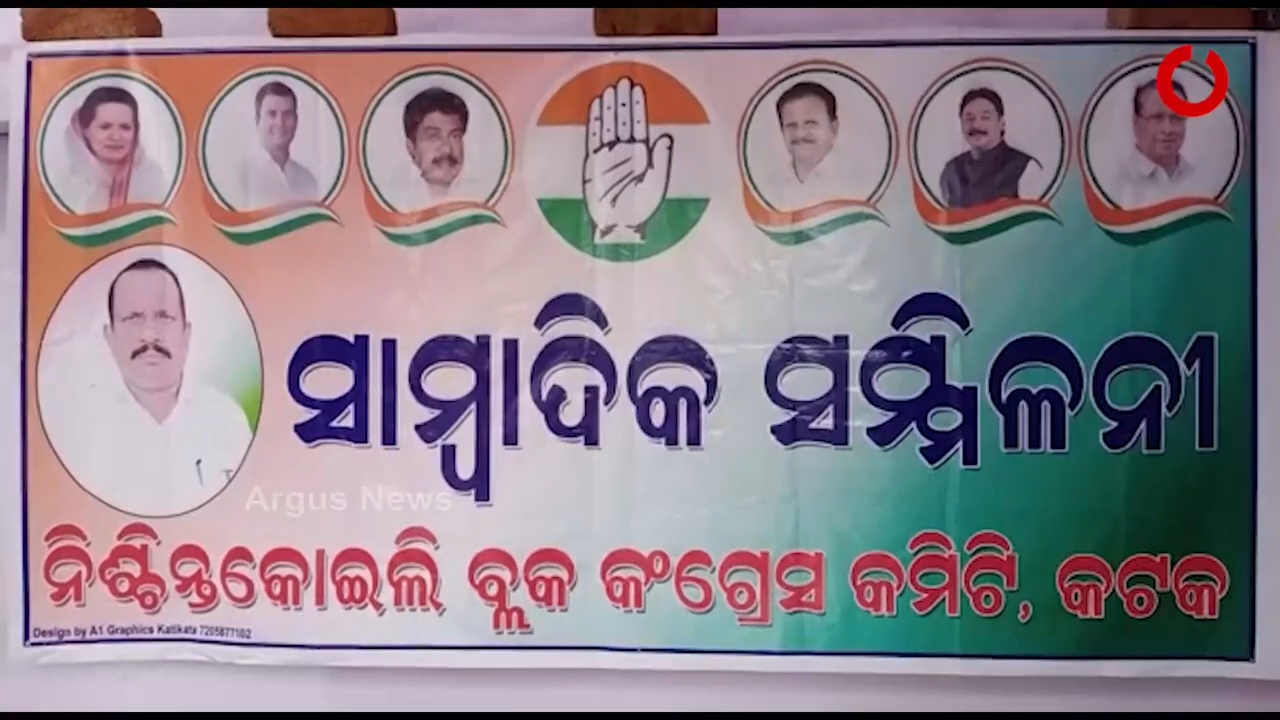 ସାମ୍ବାଦିକ ସମ୍ମିଳନୀ
Argus News
ନିଶ୍ଚିନ୍ତକୋଇଲି ବ୍ଲକ କଂଗ୍ରେସ କମିଟି, କଟକ
Design by A1 Graphics Katikata 7205877102